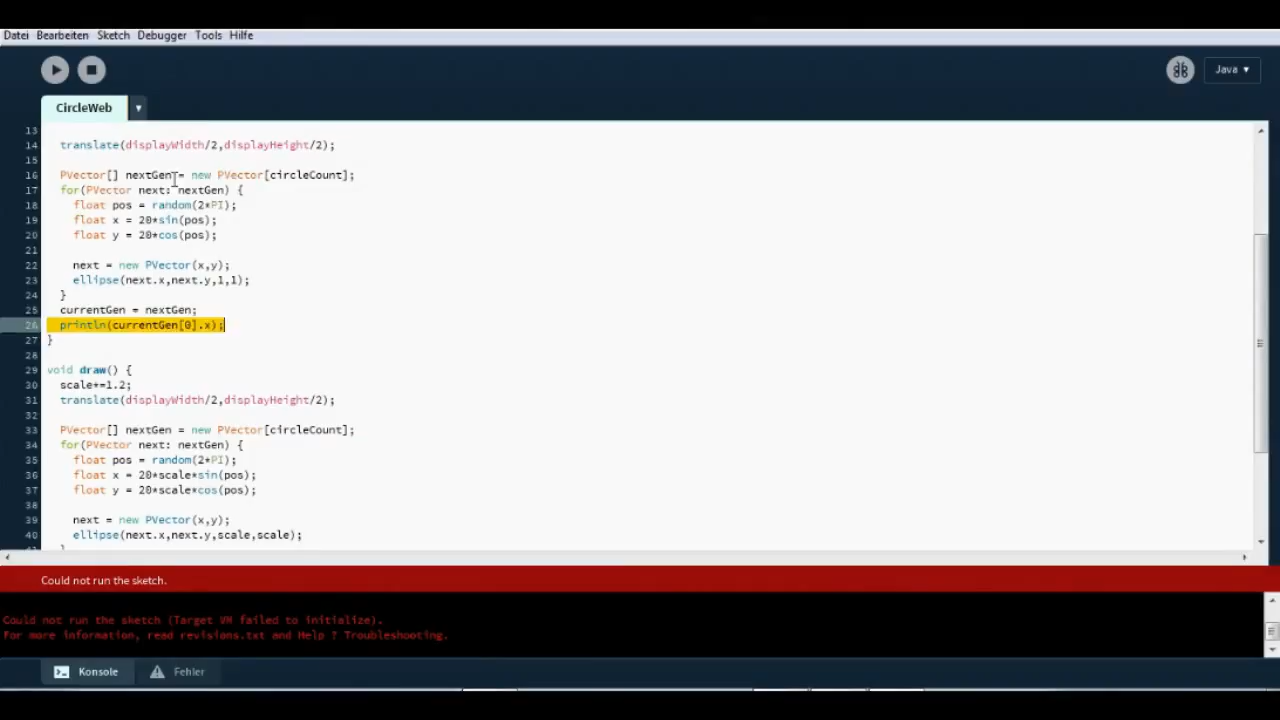 Datei Bearbeiten Sketch Debugger Tools Hilfe
Java ▾
CircleWeb ▾
13
14 translate(displayWidth/2,displayHeight/2);
15
16 PVector[] nextGen = new PVector[circleCount];
17 for(PVector next: nextGen) {
18 float pos = random(2*PI);
19 float x = 20*sin(pos);
20 float y = 20*cos(pos);
21
22 next = new PVector(x,y);
23 ellipse(next.x,next.y,1,1);
24 }
25 currentGen = nextGen;
26 println(currentGen[0].x);
27 }
28
29 void draw() {
30 scale+=1.2;
31 translate(displayWidth/2,displayHeight/2);
32
33 PVector[] nextGen = new PVector[circleCount];
34 for(PVector next: nextGen) {
35 float pos = random(2*PI);
36 float x = 20*scale*sin(pos);
37 float y = 20*scale*cos(pos);
38
39 next = new PVector(x,y);
40 ellipse(next.x,next.y,scale,scale);
Could not run the sketch.
Could not run the sketch (Target VM failed to initialize).
For more information, read revisions.txt and Help ? Troubleshooting.
Konsole Fehler